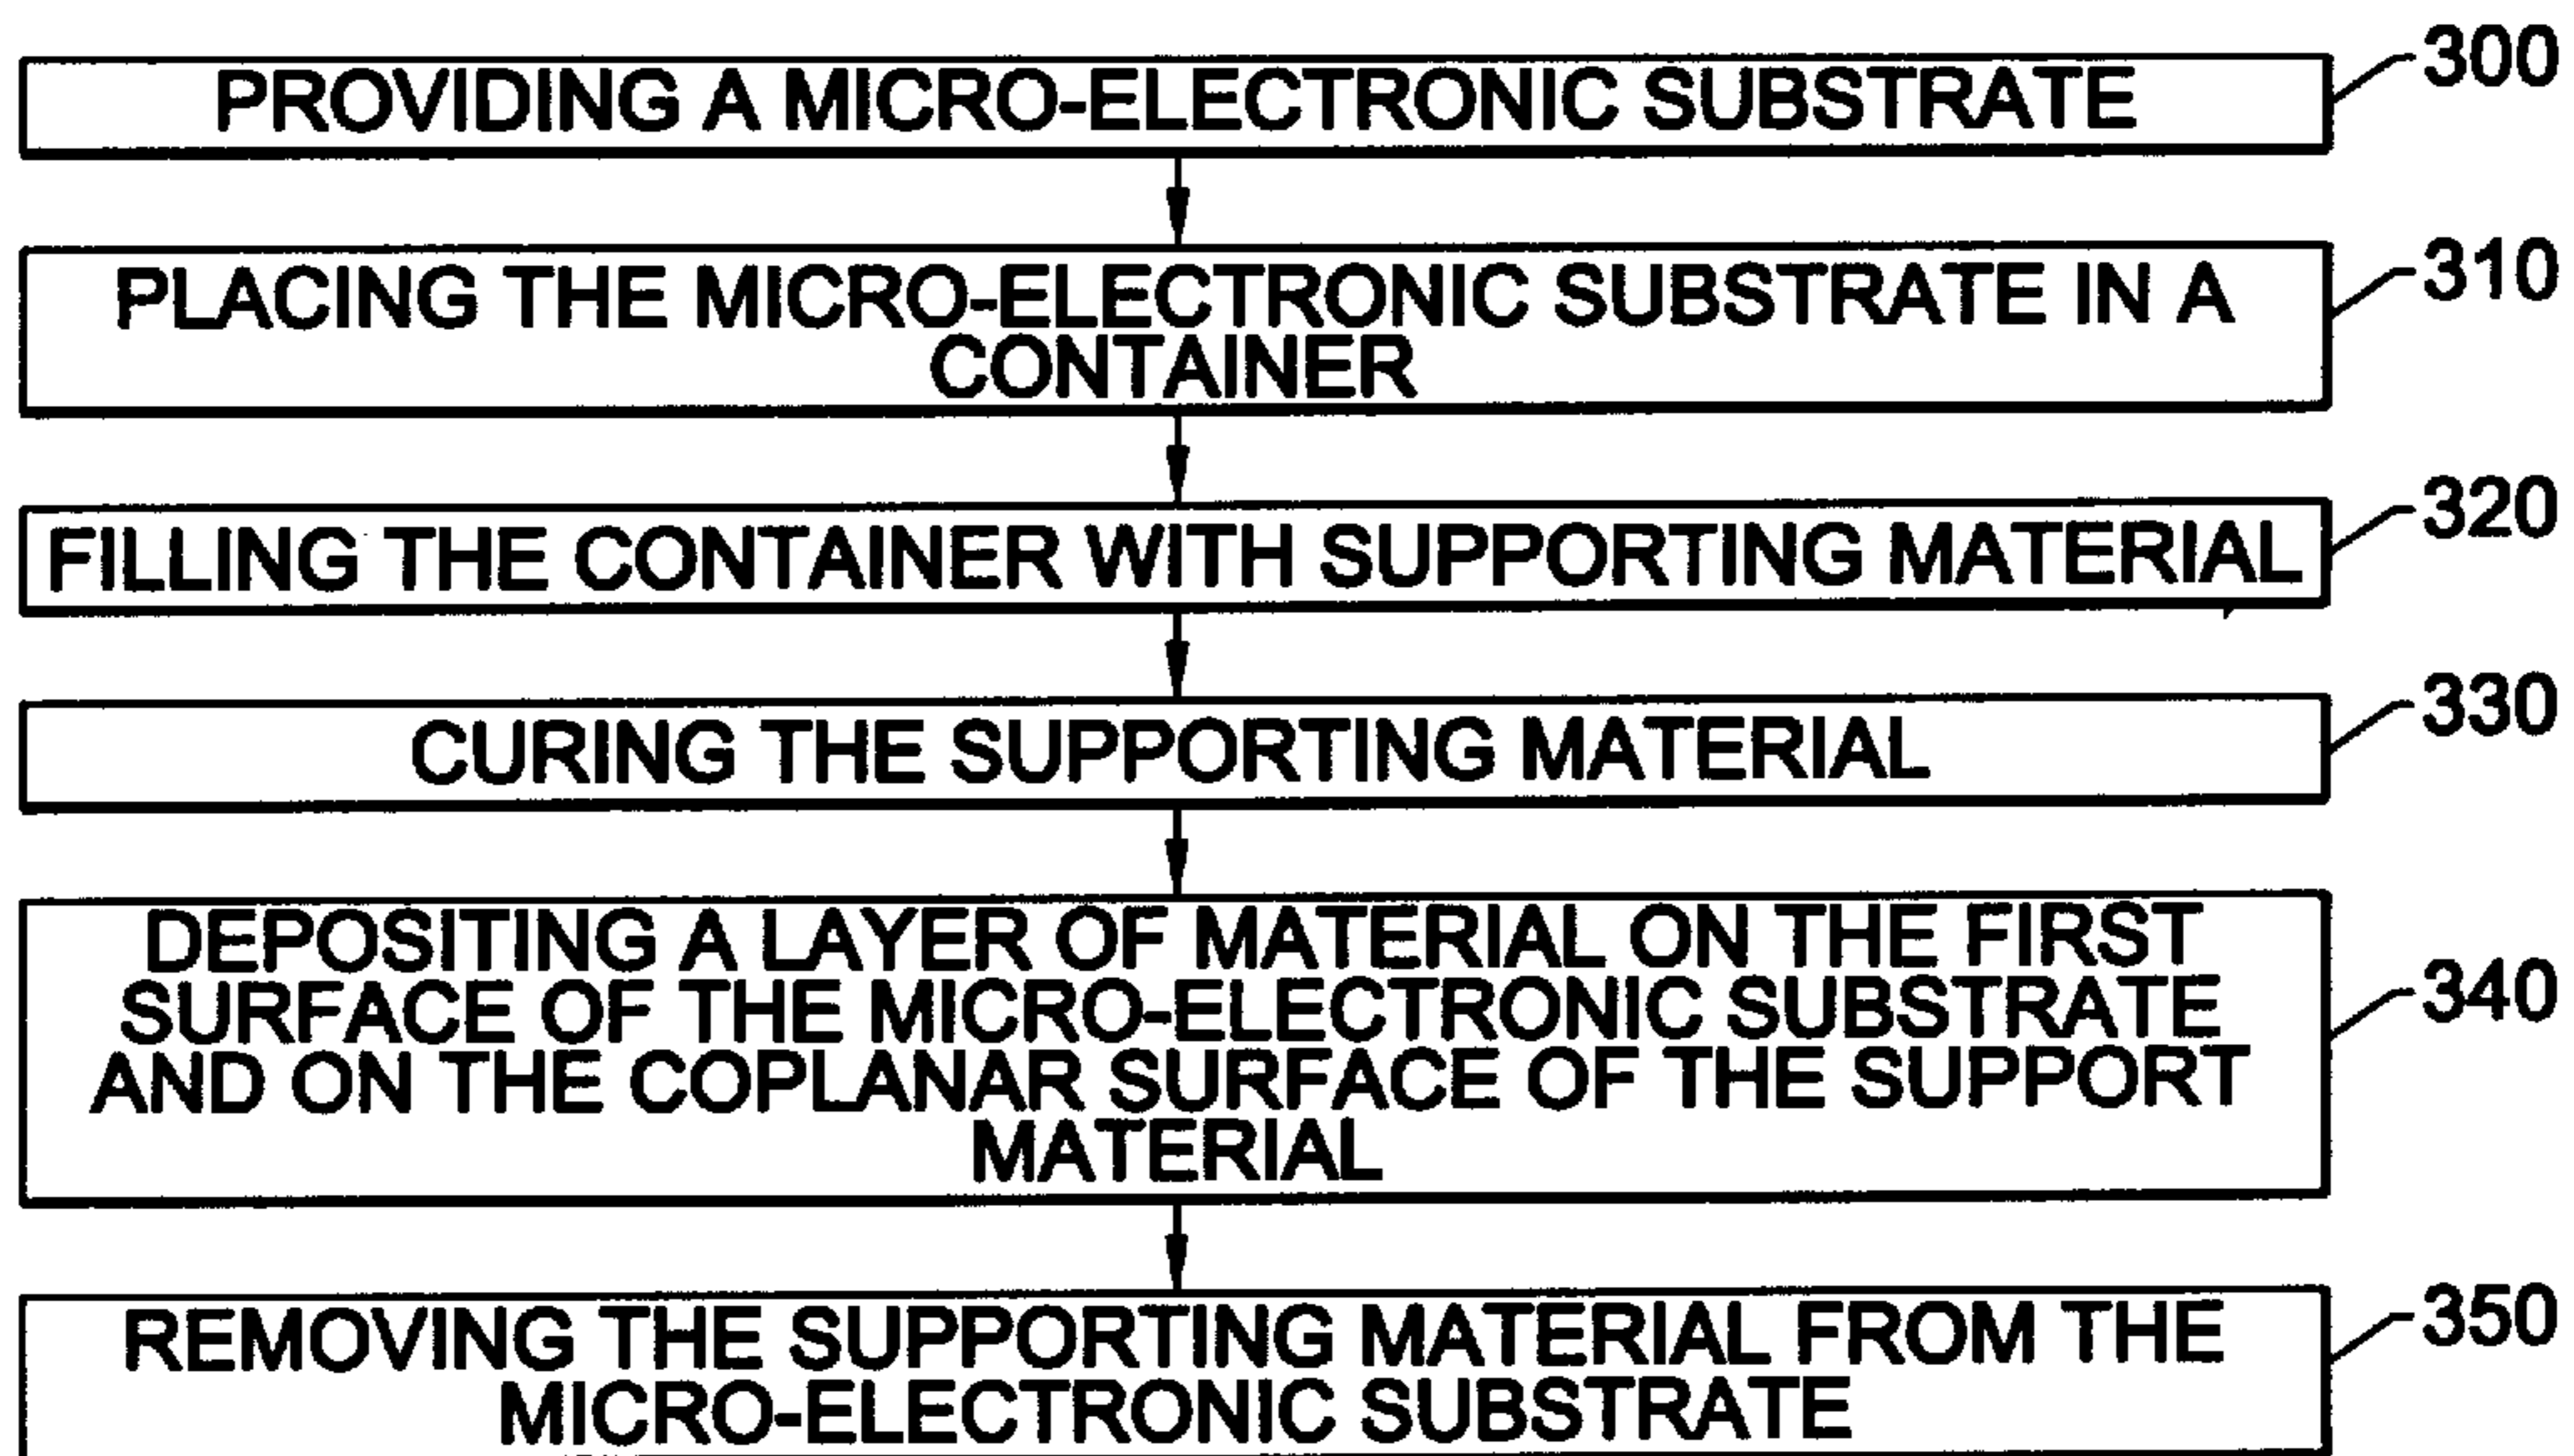 300
PROVIDING A MICRO-ELECTRONIC SUBSTRATE
310
PLACING THE MICRO-ELECTRONIC SUBSTRATE IN A
CONTAINER
320
FILLING THE CONTAINER WITH SUPPORTING MATERIAL
330
CURING THE SUPPORTING MATERIAL
DEPOSITING A LAYER OF MATERIAL ON THE FIRST
340
SURFACE OF THE MICRO-ELECTRONIC SUBSTRATE
AND ON THE COPLANAR SURFACE OF THE SUPPORT
MATERIAL
350
REMOVING THE SUPPORTING MATERIAL FROM THE
MICRO-ELECTRONIC SUBSTRATE